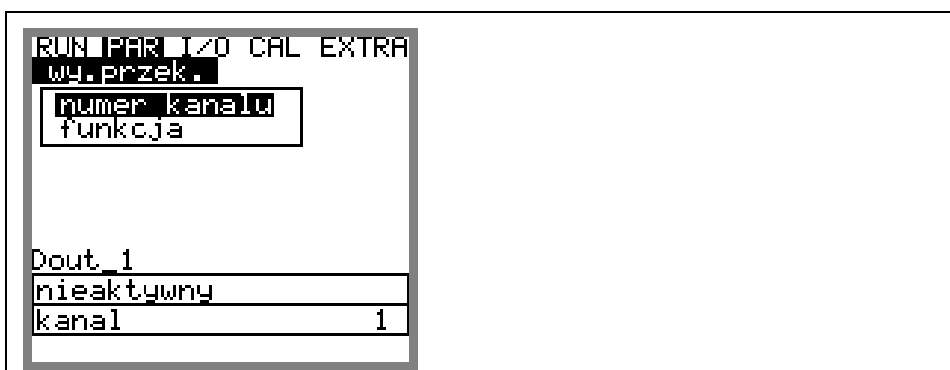 RUN PAR I/O CAL EXTRA
wy.przek.
numer kanalu
funkcja
Dout_1
nieaktywny
kanal 1